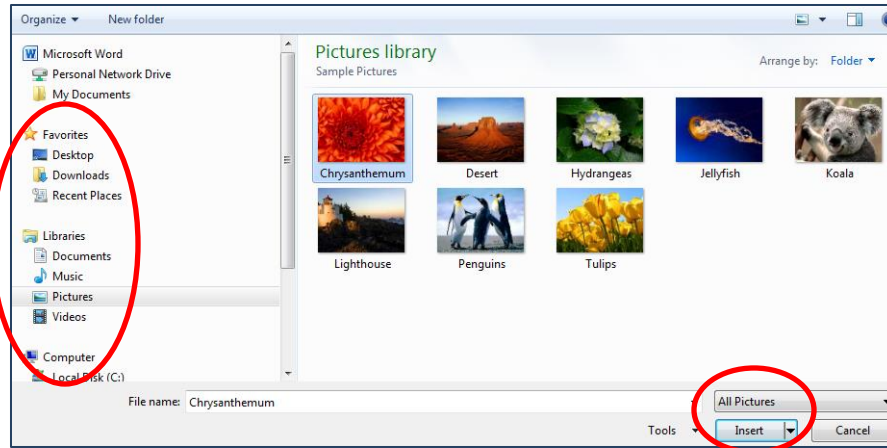 Organize New folder
Microsoft Word
Personal Network Drive
My Documents
Favorites
Desktop
Downloads
Recent Places
Libraries
Documents
Music
Pictures
Videos
Computer
Local Disk (C:)
Pictures library
Sample Pictures
Arrange by: Folder
Chrysanthemum Desert Hydrangeas Jellyfish Koala
Lighthouse Penguins Tulips
File name: Chrysanthemum All Pictures
Tools Insert Cancel